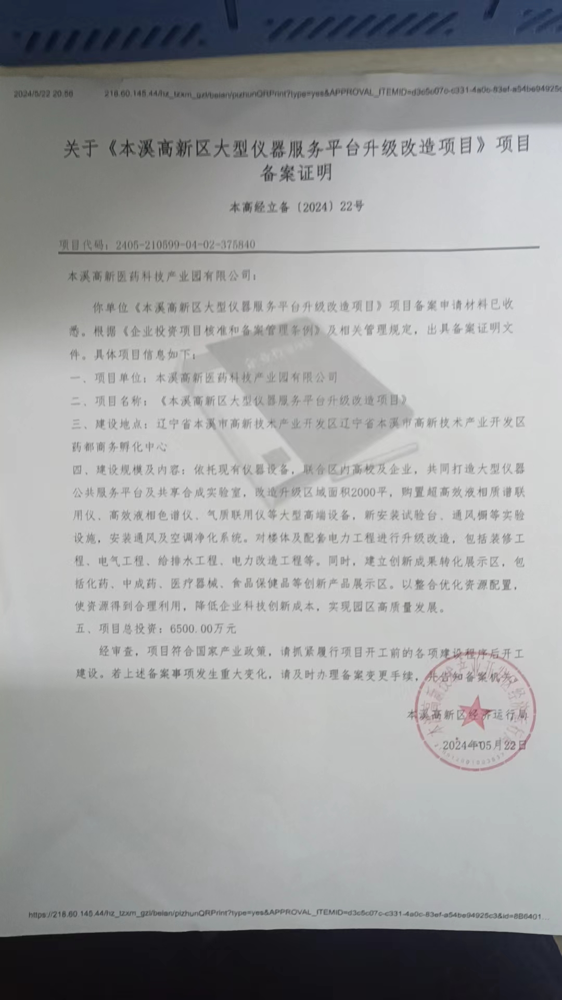 2024/5/22 20:56 218.60.145.44/hz_tzxm_gzl/beian/pizhunQRPrint?type=yes&APPROVAL_ITEMID=d3c5c07c-c331-4a0c-83ef-a54be94925c
关于《本溪高新区大型仪器服务平台升级改造项目》项目
备案证明
本高经立备〔2024〕22号
项目代码：2405-210599-04-02-375840
本溪高新医药科技产业园有限公司：
你单位《本溪高新区大型仪器服务平台升级改造项目》项目备案申请材料已收
悉。根据《企业投资项目核准和备案管理条例》及相关管理规定，出具备案证明文
件。具体项目信息如下：
一、项目单位：本溪高新医药科技产业园有限公司
二、项目名称：《本溪高新区大型仪器服务平台升级改造项目》
三、建设地点：辽宁省本溪市高新技术产业开发区辽宁省本溪市高新技术产业开发区
药都商务孵化中心
四、建设规模及内容：依托现有仪器设备，联合区内高校及企业，共同打造大型仪器
公共服务平台及共享合成实验室，改造升级区域面积2000平，购置超高效液相质谱联
用仪、高效液相色谱仪、气质联用仪等大型高端设备，新安装试验台、通风橱等实验
设施，安装通风及空调净化系统。对楼体及配套电力工程进行升级改造，包括装修工
程、电气工程、给排水工程、电力改造工程等。同时，建立创新成果转化展示区，包
括化药、中成药、医疗器械、食品保健品等创新产品展示区。以整合优化资源配置，
使资源得到合理利用，降低企业科技创新成本，实现园区高质量发展。
五、项目总投资：6500.00万元
经审查，项目符合国家产业政策，请抓紧履行项目开工前的各项建设程序后开工
建设。若上述备案事项发生重大变化，请及时办理备案变更手续，并告知备案机关。
本溪高新区经济运行局
2024年05月22日
https://218.60.145.44/hz_tzxm_gzl/beian/pizhunQRPrint?type=yes&APPROVAL_ITEMID=d3c5c07c-c331-4a0c-83ef-a54be94925c3&id=8B6401...